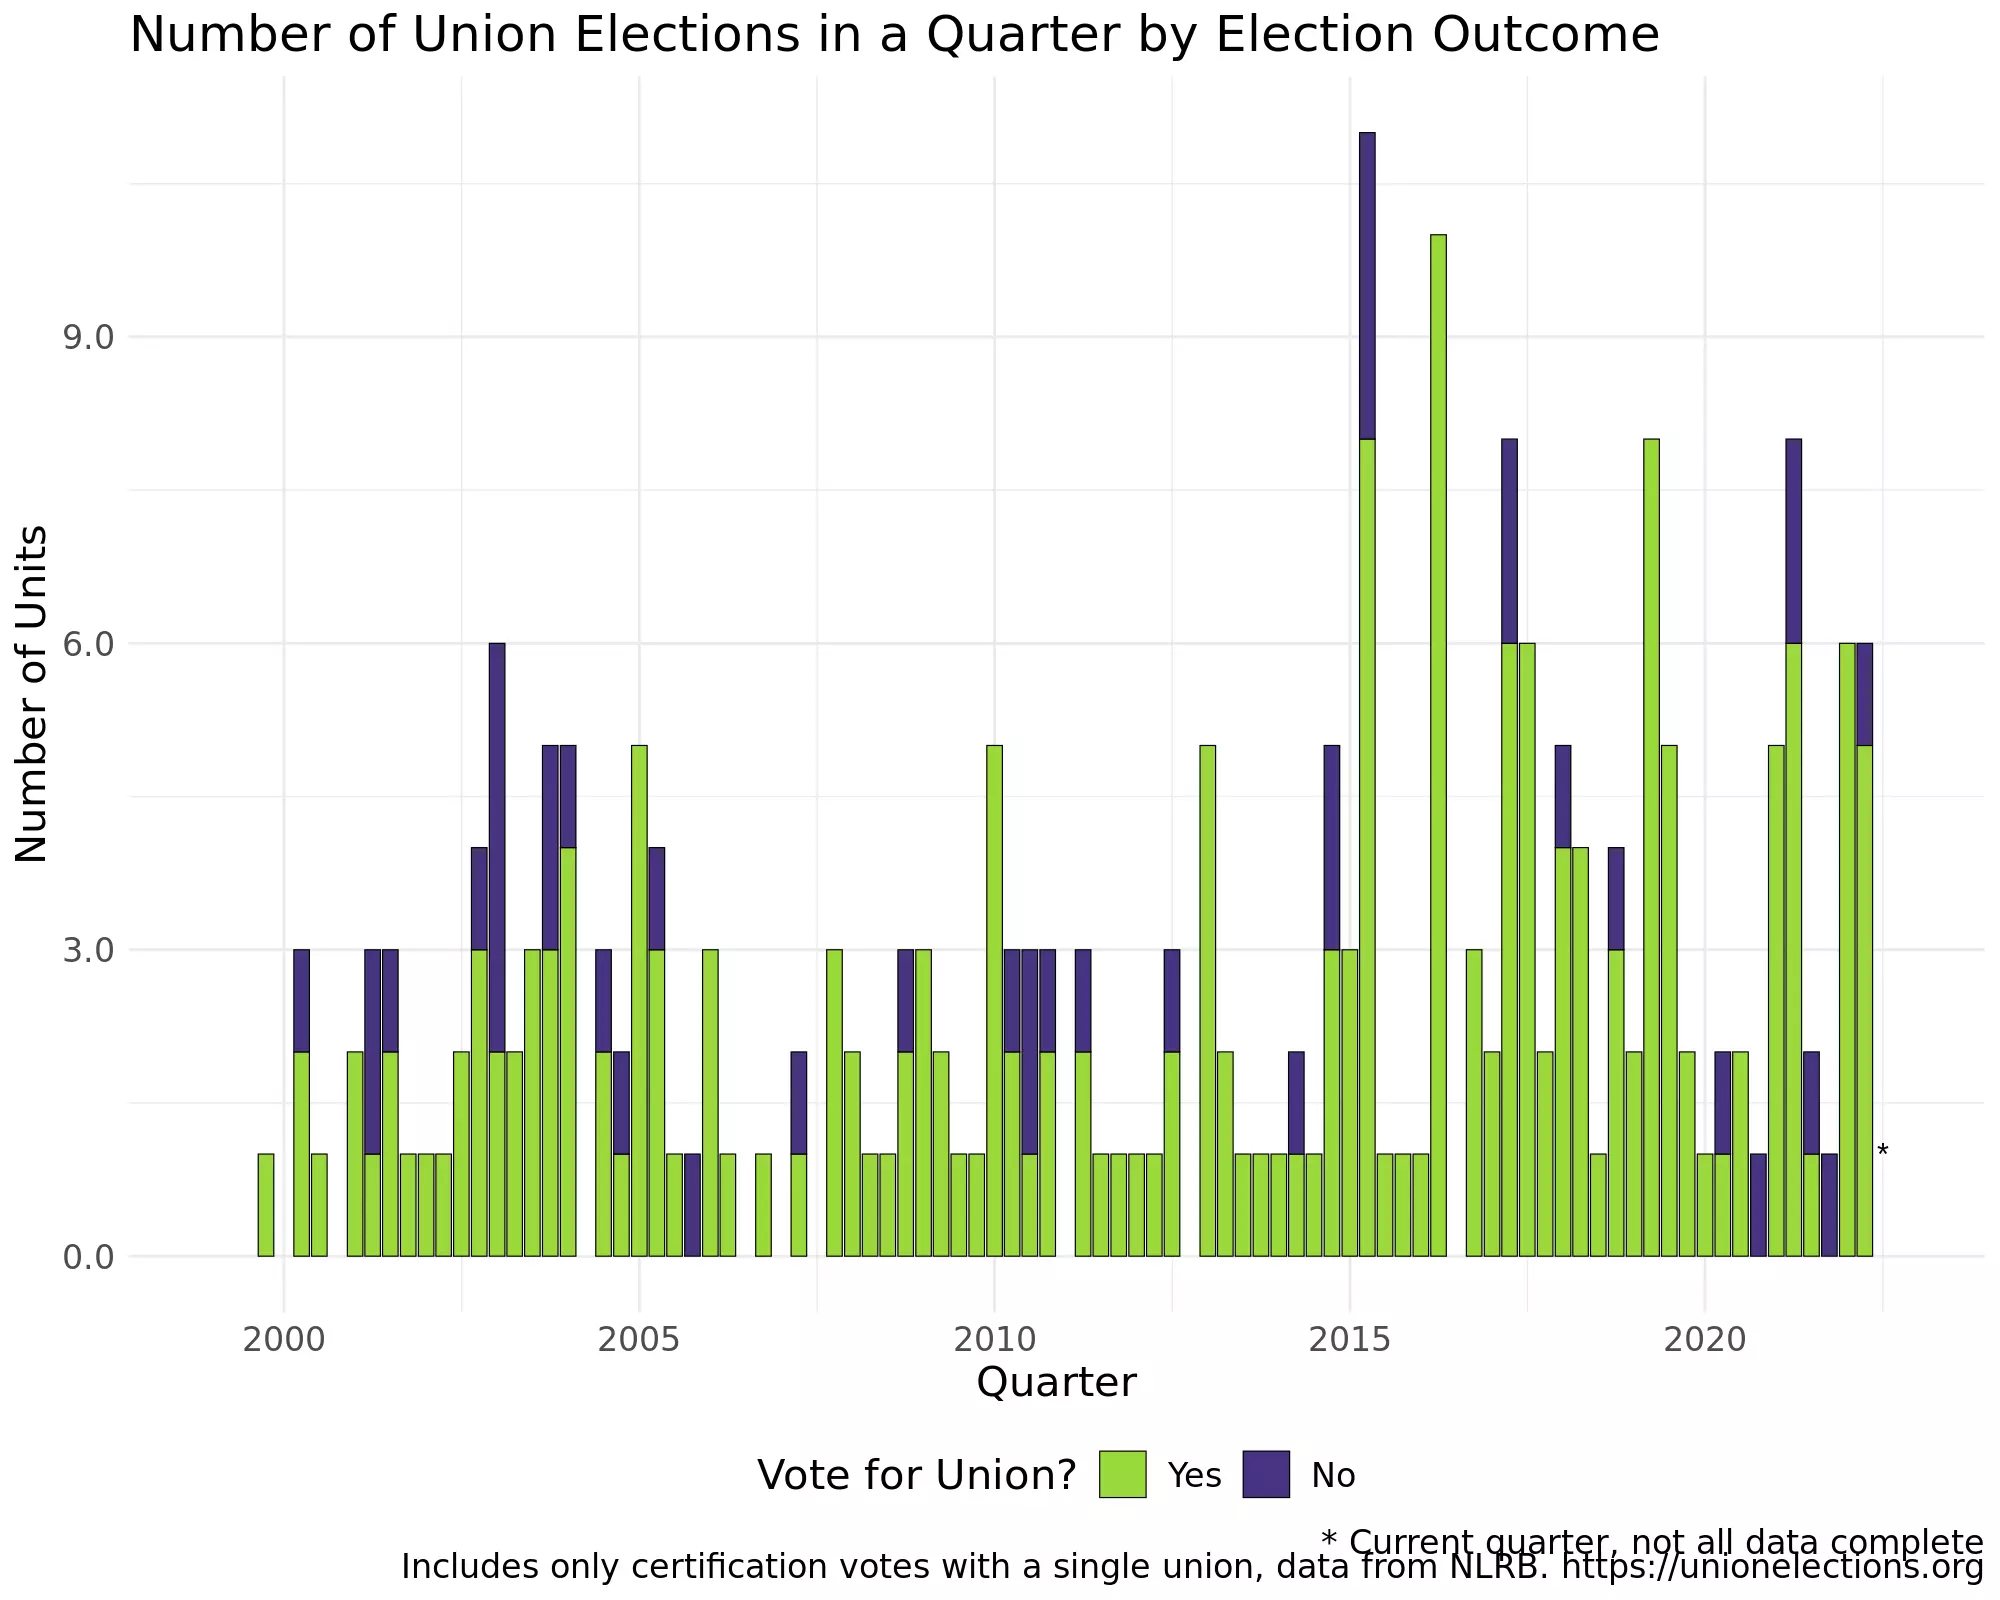 Number of Union Elections in a Quarter by Election Outcome
Number of Units
9.0
6.0
3.0
0.0
*
2000 2005 2010 2015 2020
Quarter
Vote for Union? Yes No
* Current quarter, not all data complete
Includes only certification votes with a single union, data from NLRB. https://unionelections.org